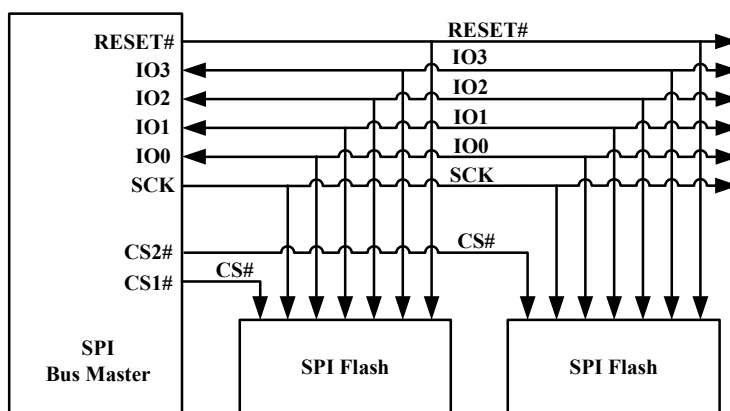 RESET#
RESET#
IO3
IO3
IO2
IO2
IO1
IO1
IO0
IO0
SCK
SCK
CS2#
CS#
CS1#
CS#
SPI
Bus Master
SPI Flash
SPI Flash